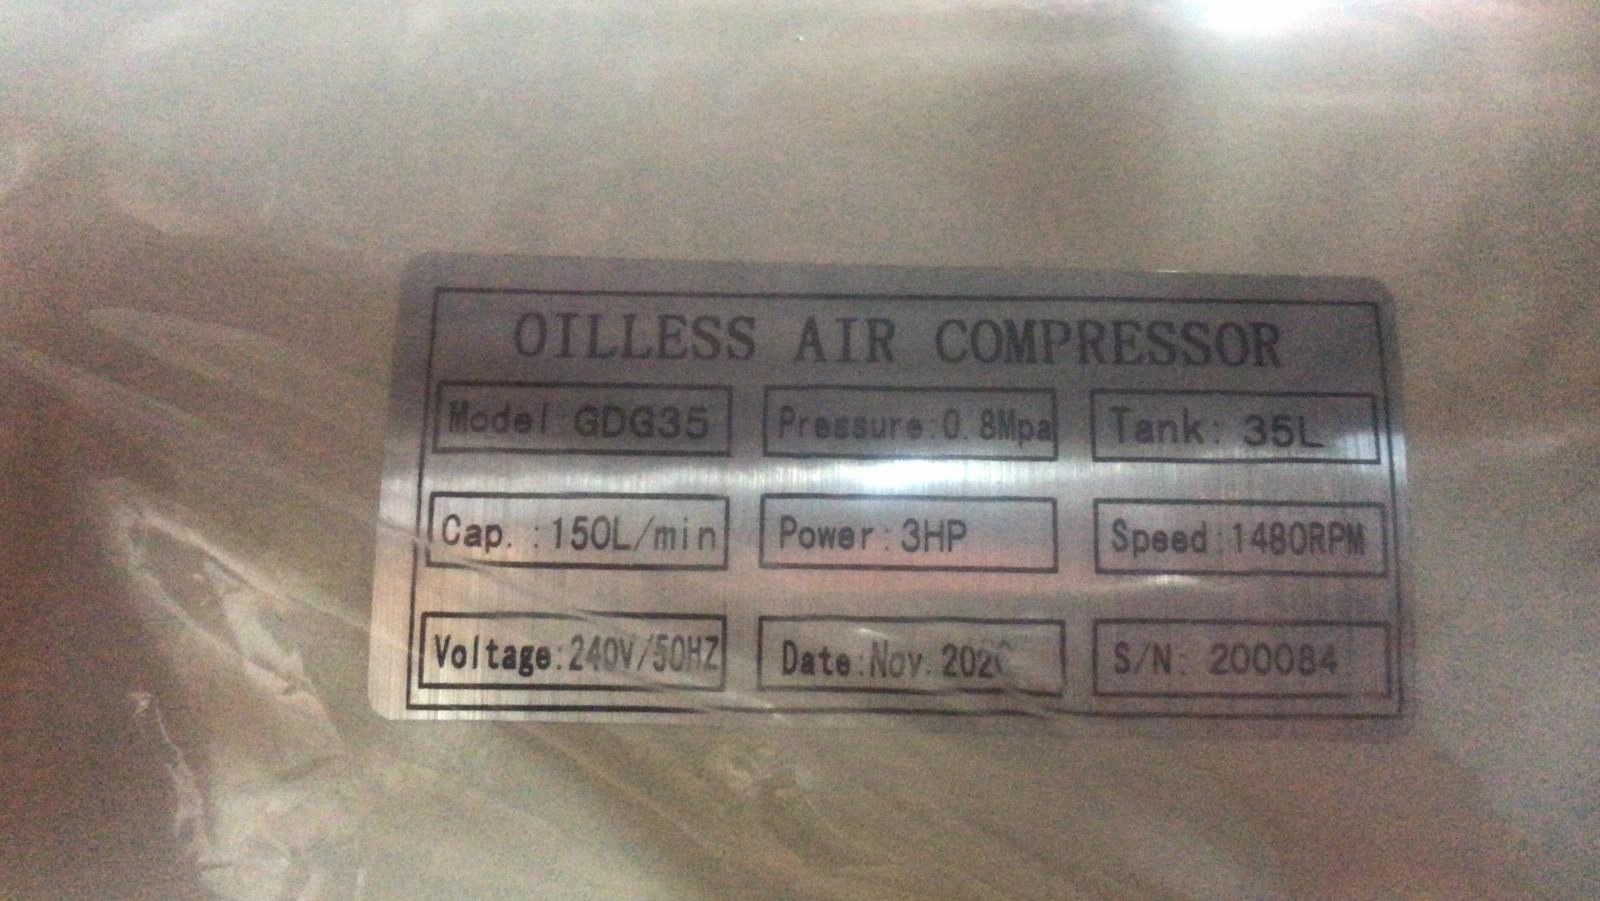 OILLESS AIR COMPRESSOR
Model:GDG35 Pressure:0.8Mpa Tank: 35L
Cap. :150L/min Power:3HP Speed:1480RPM
Voltage:240V/50HZ Date:Nov. 2020 S/N: 200084